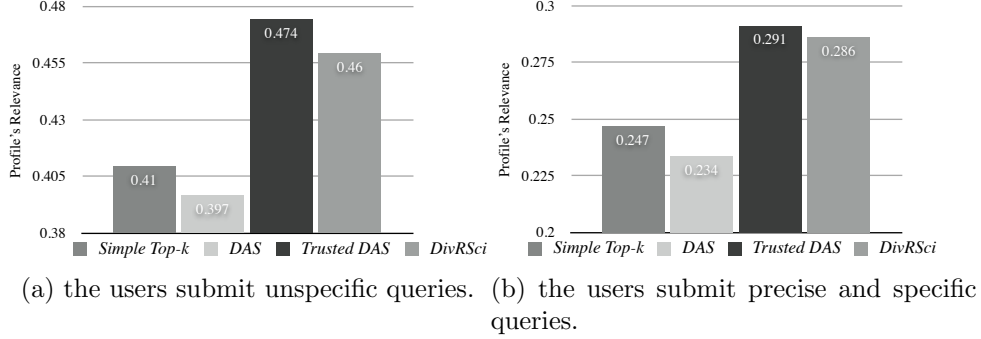 0.48
0.455
0.43
0.405
0.38
Profile's Relevance
0.41
0.397
0.474
0.46
Simple Top-k DAS Trusted DAS DivRSci
(a) the users submit unspecific queries.
0.3
0.275
0.25
0.225
0.2
Profile's Relevance
0.247
0.234
0.291
0.286
Simple Top-k DAS Trusted DAS DivRSci
(b) the users submit precise and specific
queries.